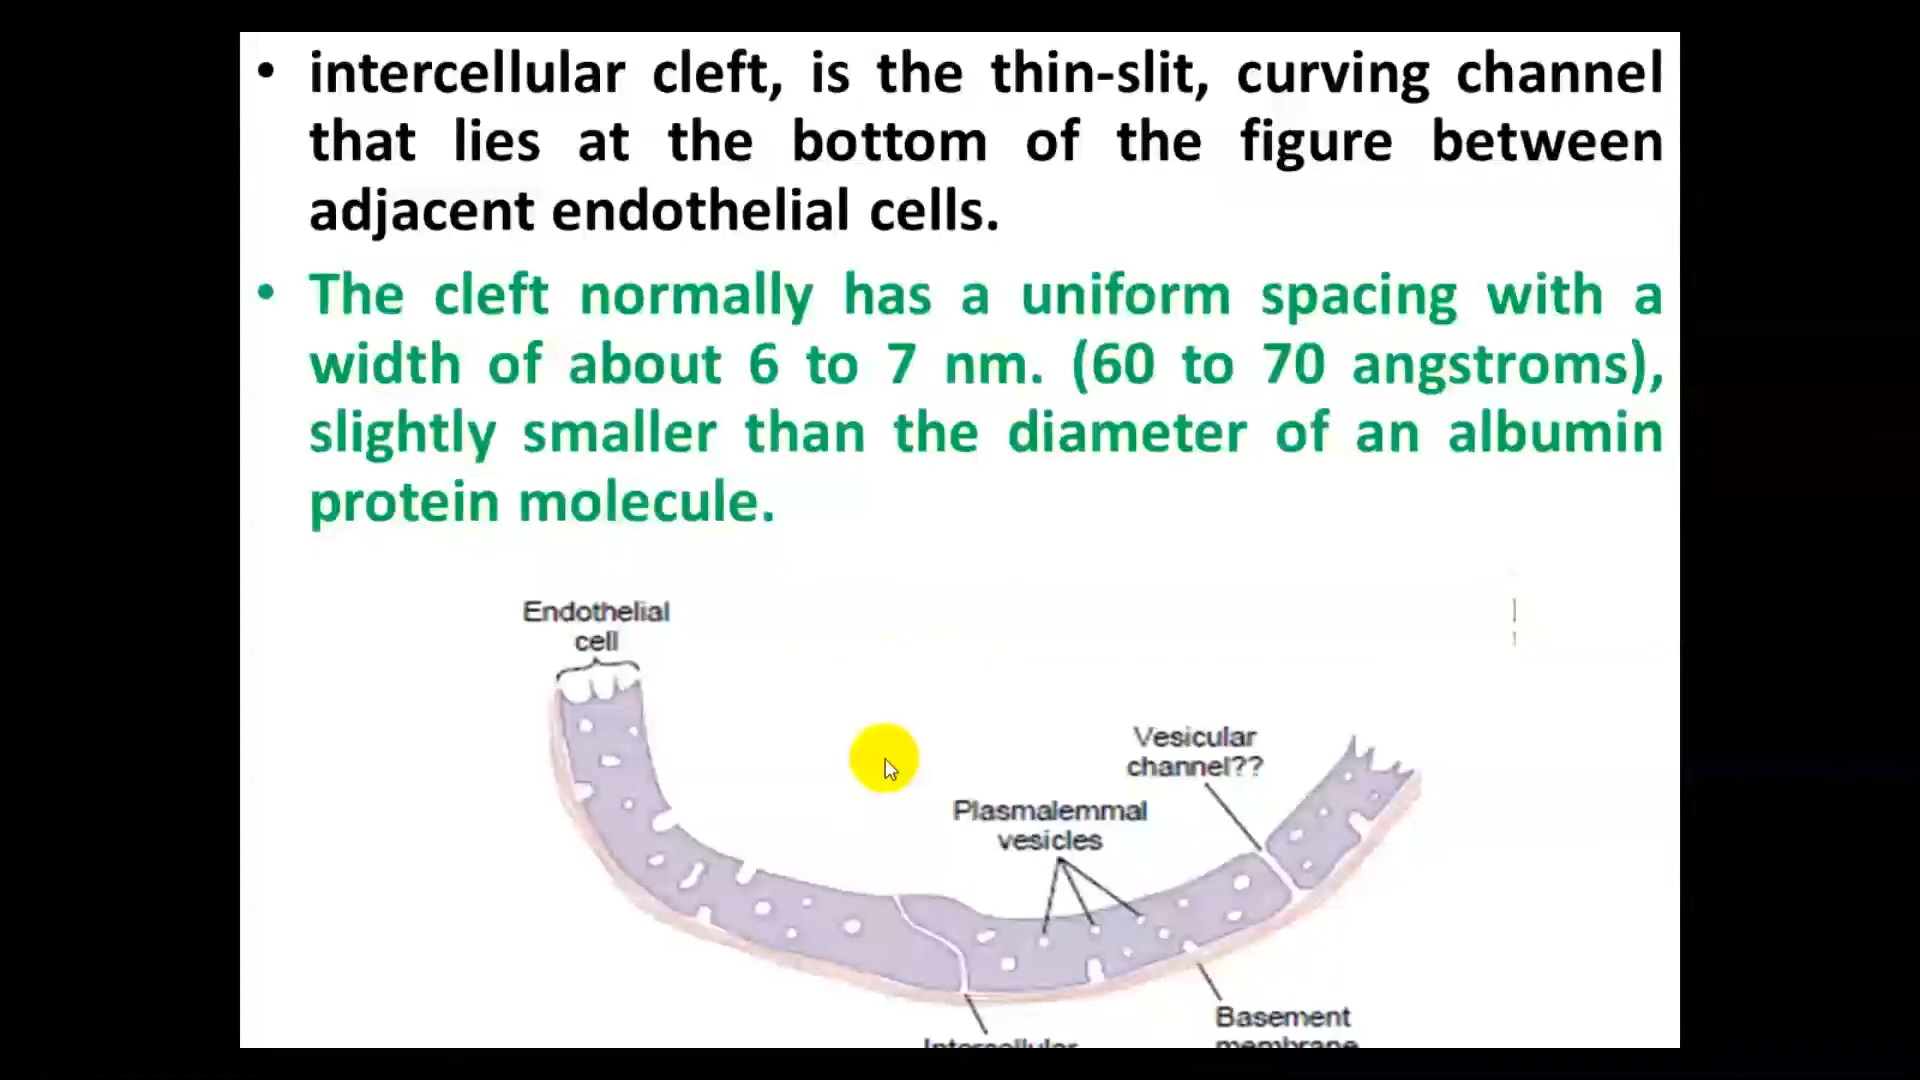 • intercellular cleft, is the thin-slit, curving channel
that lies at the bottom of the figure between
adjacent endothelial cells.
• The cleft normally has a uniform spacing with a
width of about 6 to 7 nm. (60 to 70 angstroms),
slightly smaller than the diameter of an albumin
protein molecule.
Endothelial
cell
Vesicular
channel??
Plasmalemmal
vesicles
Basement
membrane
Intercellular